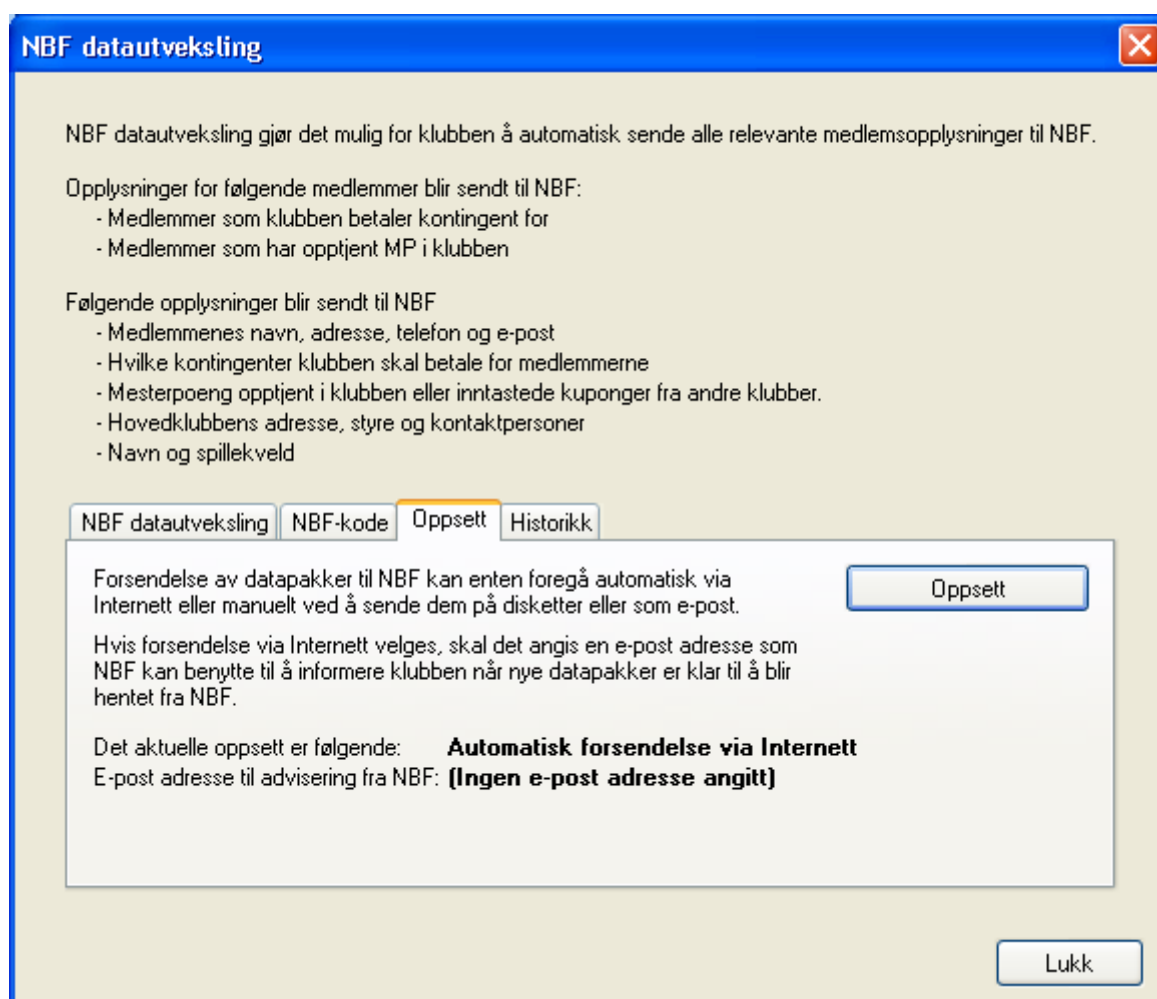 NBF datautveksling
NBF datautveksling gjør det mulig for klubben å automatisk sende alle relevante medlemsopplysninger til NBF.
Opplysninger for følgende medlemmer blir sendt til NBF:
- Medlemmer som klubben betaler kontingent for
- Medlemmer som har opptjent MP i klubben
Følgende opplysninger blir sendt til NBF
- Medlemmenes navn, adresse, telefon og e-post
- Hvilke kontingenter klubben skal betale for medlemmerne
- Mesterpoeng opptjent i klubben eller inntastede kuponger fra andre klubber.
- Hovedklubbens adresse, styre og kontaktpersoner
- Navn og spillekveld
NBF datautveksling NBF-kode Oppsett Historikk
Forsendelse av datapakker til NBF kan enten foregå automatisk via
Internett eller manuelt ved å sende dem på disketter eller som e-post.
Oppsett
Hvis forsendelse via Internett velges, skal det angis en e-post adresse som
NBF kan benytte til å informere klubben når nye datapakker er klar til å blir
hentet fra NBF.
Det aktuelle oppsett er følgende: Automatisk forsendelse via Internett
E-post adresse til advisering fra NBF: (Ingen e-post adresse angitt)
Lukk